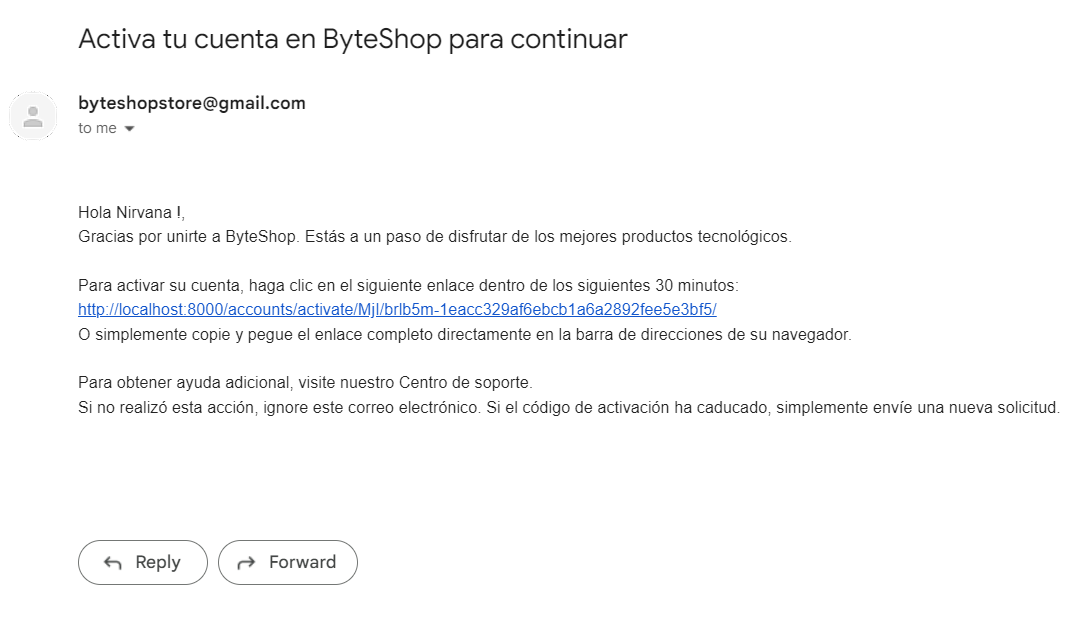 Activa tu cuenta en ByteShop para continuar
byteshopstore@gmail.com
to me
Hola Nirvana !,
Gracias por unirte a ByteShop. Estás a un paso de disfrutar de los mejores productos tecnológicos.
Para activar su cuenta, haga clic en el siguiente enlace dentro de los siguientes 30 minutos:
http://localhost:8000/accounts/activate/MjI/brlb5m-1eacc329af6ebcb1a6a2892fee5e3bf5/
O simplemente copie y pegue el enlace completo directamente en la barra de direcciones de su navegador.
Para obtener ayuda adicional, visite nuestro Centro de soporte.
Si no realizó esta acción, ignore este correo electrónico. Si el código de activación ha caducado, simplemente envíe una nueva solicitud.
Reply
Forward